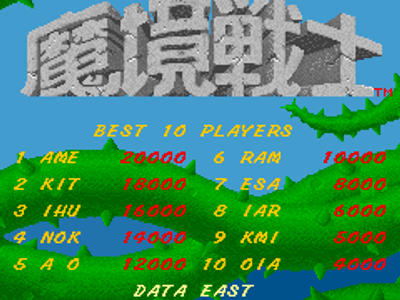 魔境戦士
TM
BEST 10 PLAYERS
1 AME 20000 6 RAM 10000
2 KIT 18000 7 ESA 8000
3 IHU 16000 8 IAR 6000
4 NOK 14000 9 KMI 5000
5 A O 12000 10 OIA 4000
DATA EAST